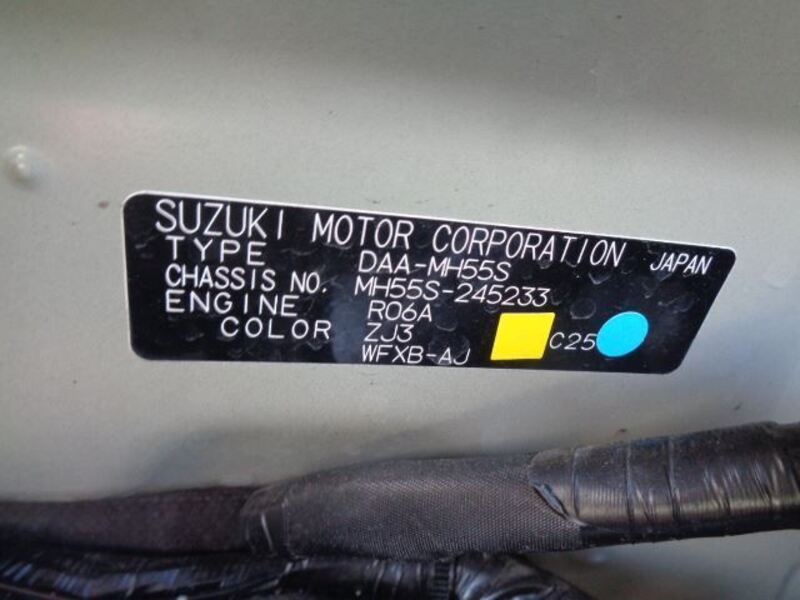 SUZUKI MOTOR CORPORATION JAPAN
TYPE DAA-MH55S
CHASSIS NO. MH55S-245233
ENGINE R06A
COLOR ZJ3 C25
WFXB-AJ